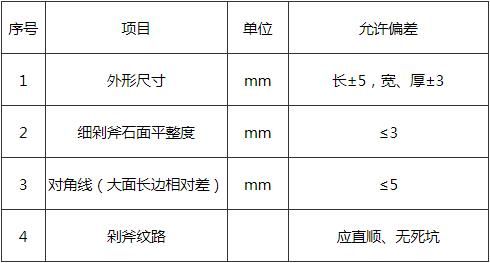 序号 项目 单位 允许偏差
1 外形尺寸 mm 长±5，宽、厚±3
2 细剁斧石面平整度 mm ≤3
3 对角线（大面长边相对差） mm ≤5
4 剁斧纹路 应直顺、无死坑